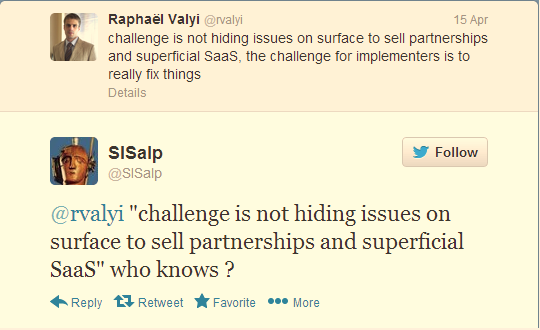 Raphaël Valyi @rvalyi 15 Apr
challenge is not hiding issues on surface to sell partnerships
and superficial SaaS, the challenge for implementers is to
really fix things
Details
SISalp
@SISalp
Follow
@rvalyi "challenge is not hiding issues on
surface to sell partnerships and superficial
SaaS" who knows ?
Reply Retweet Favorite More